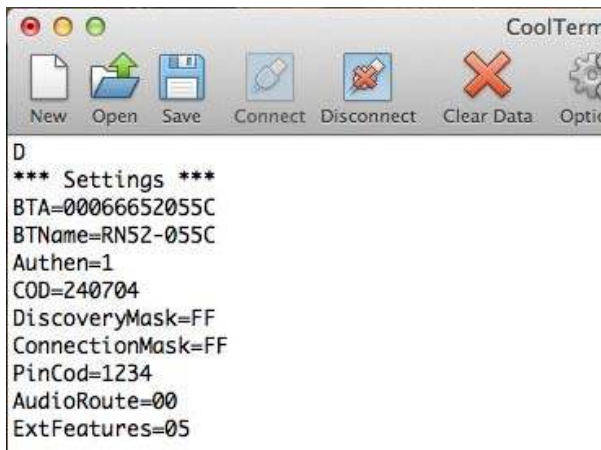 CoolTerm
New Open Save Connect Disconnect Clear Data
D
*** Settings ***
BTA=00066652055C
BTName=RN52-055C
Authen=1
COD=240704
DiscoveryMask=FF
ConnectionMask=FF
PinCod=1234
AudioRoute=00
ExtFeatures=05